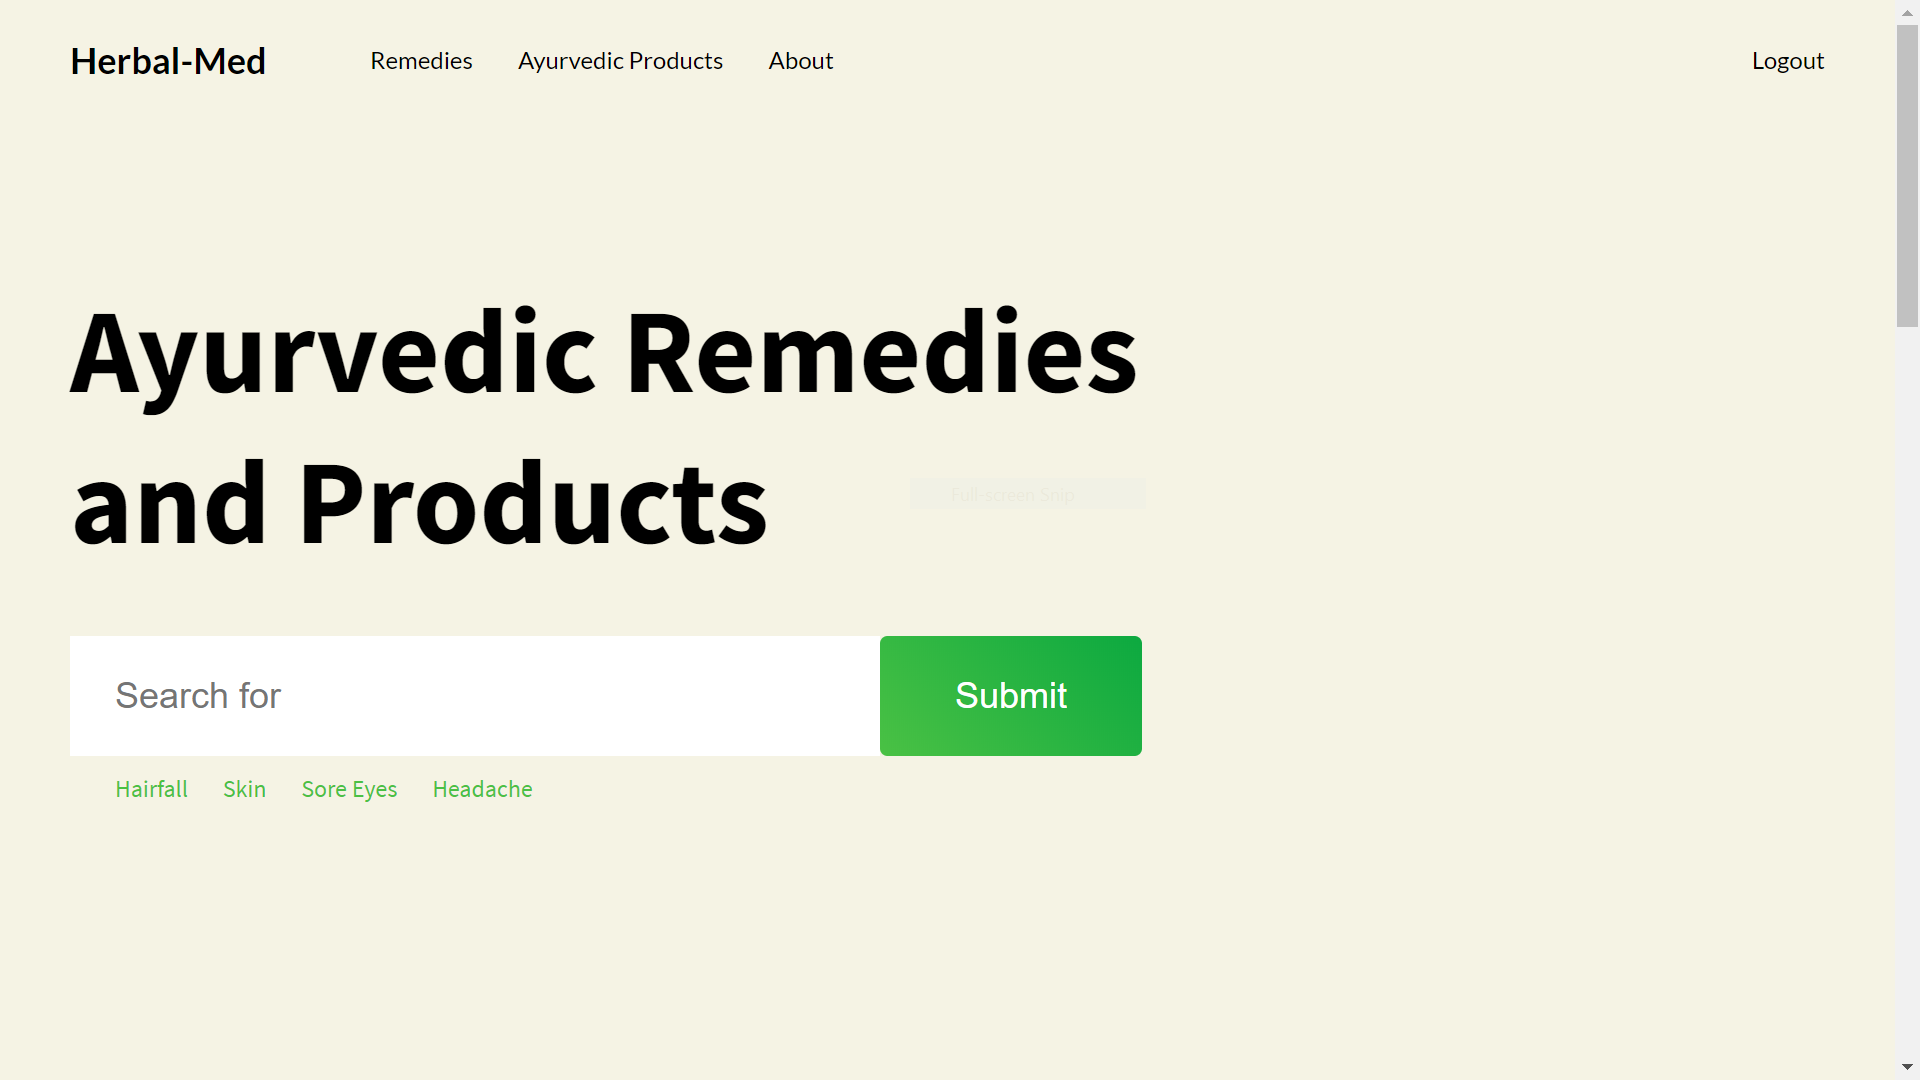 Herbal-Med Remedies Ayurvedic Products About Logout
Ayurvedic Remedies
and Products
Full-screen Snip
Search for Submit
Hairfall Skin Sore Eyes Headache